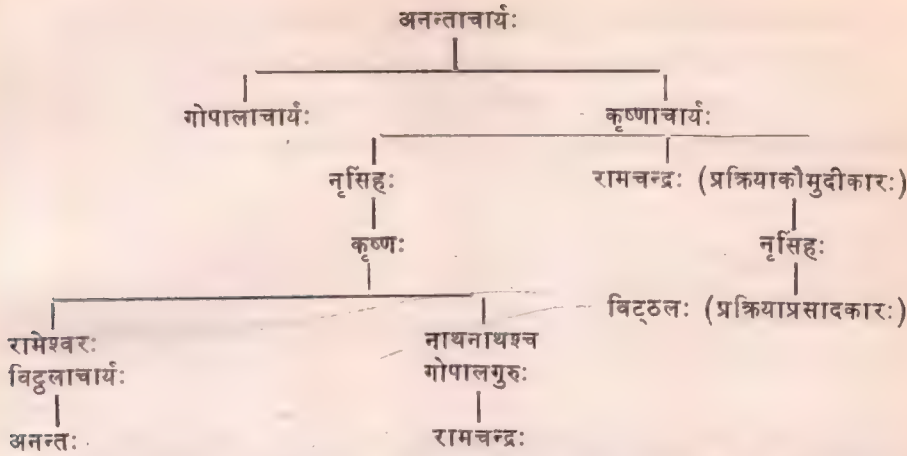 अनन्ताचार्यः
गोपालाचार्यः कृष्णाचार्यः
नृसिंहः रामचन्द्रः (प्रक्रियाकौमुदीकारः)
कृष्णः नृसिंहः
विट्ठलः (प्रक्रियाप्रसादकारः)
रामेश्वरः नाथनाथश्च
विट्ठलाचार्यः गोपालगुरुः
अनन्तः रामचन्द्रः